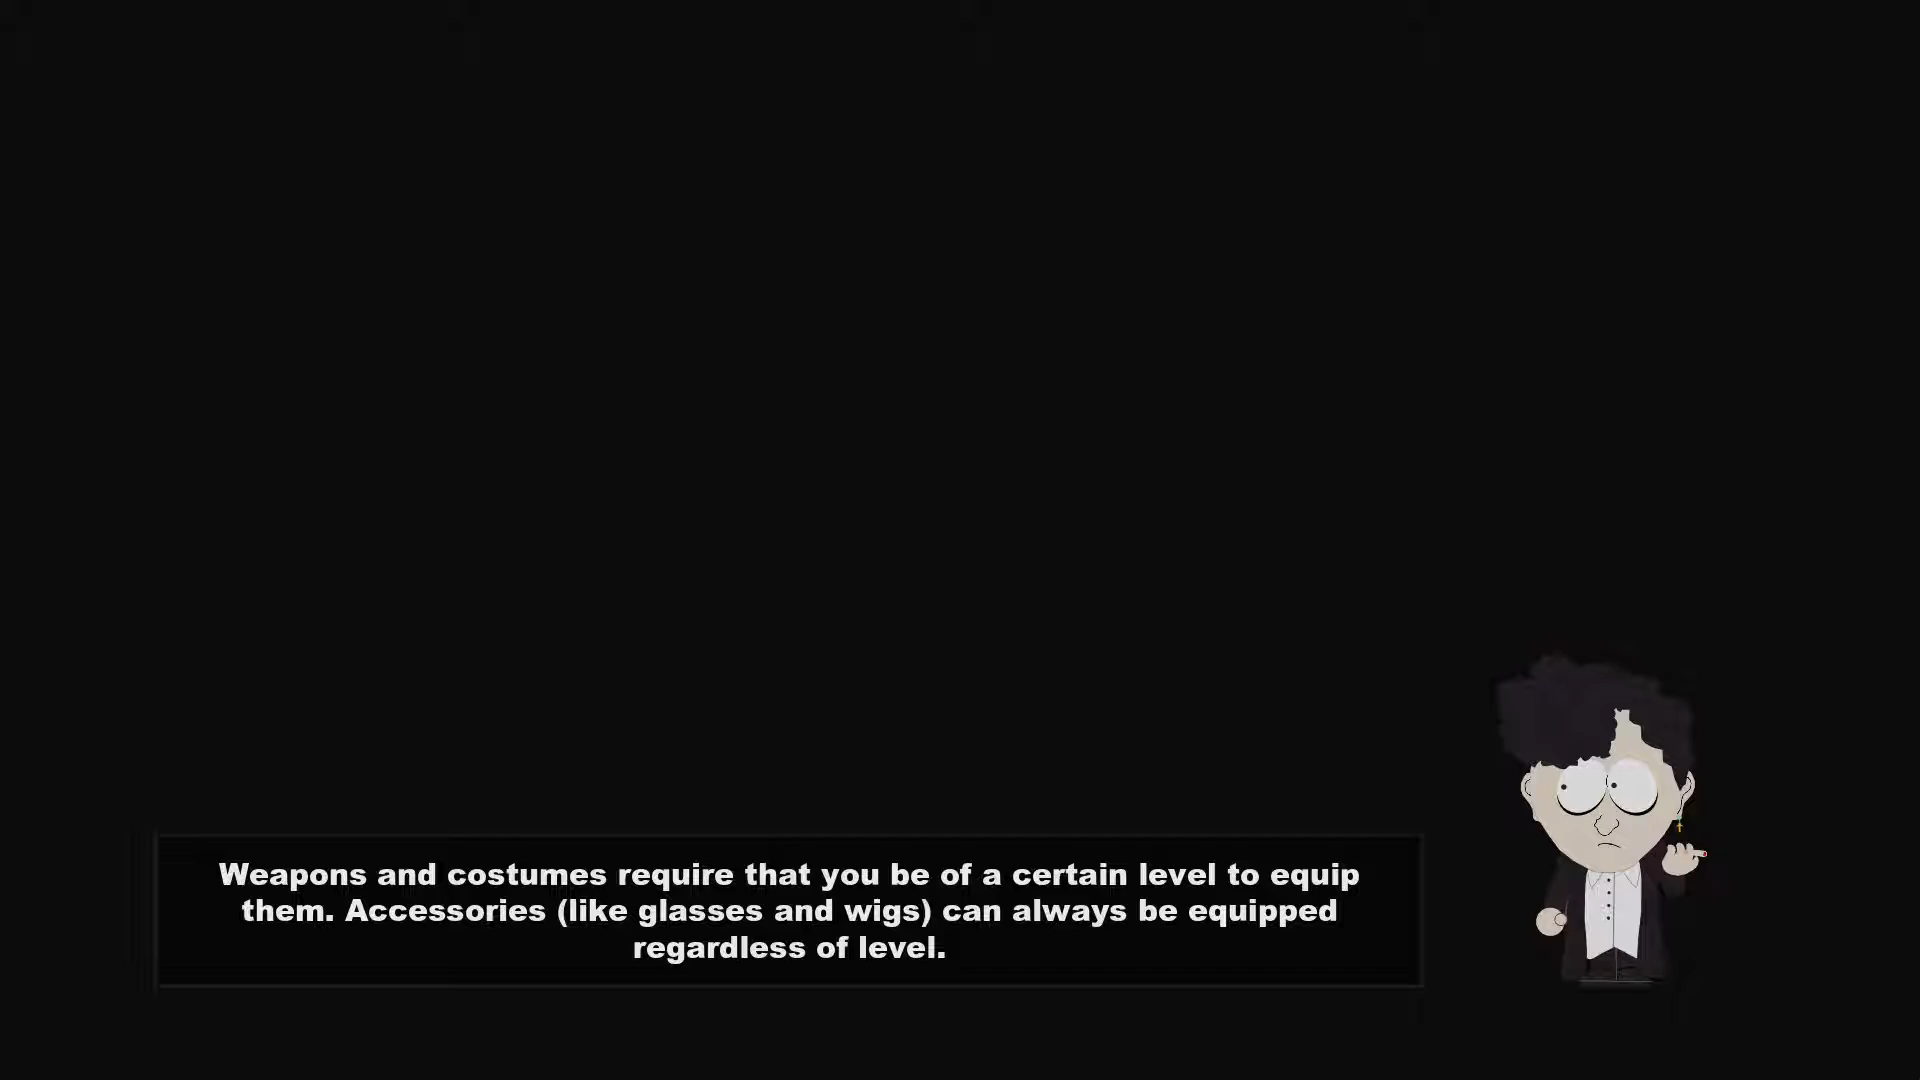 Weapons and costumes require that you be of a certain level to equip
them. Accessories (like glasses and wigs) can always be equipped
regardless of level.